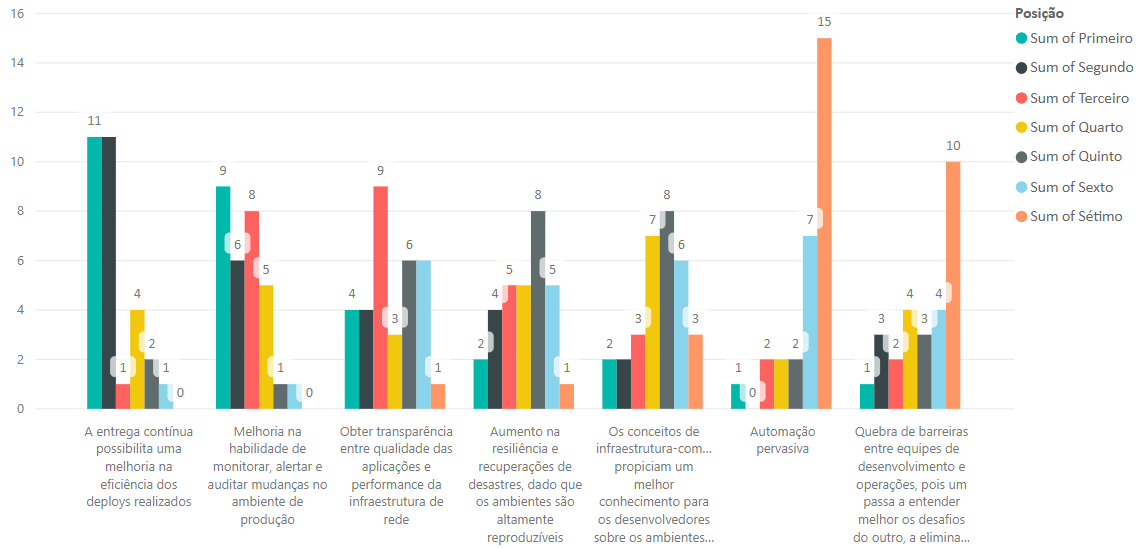 16
14
12
10
8
6
4
2
0
11
1
4
2
1
0
9
6
8
5
1
0
4
9
3
6
1
2
4
5
8
5
1
2
3
7
8
6
3
1
0
2
2
7
15
1
3
2
4
3
4
10
A entrega contínua
possibilita uma
melhoria na
eficiência dos
deploys realizados
Melhoria na
habilidade de
monitorar, alertar e
auditar mudanças no
ambiente de
produção
Obter transparência
entre qualidade das
aplicações e
performance da
infraestrutura de
rede
Aumento na
resiliência e
recuperações de
desastres, dado que
os ambientes são
altamente
reproduzíveis
Os conceitos de
infraestrutura-com...
propiciam um
melhor
conhecimento para
os desenvolvedores
sobre os ambientes...
Automação
pervasiva
Quebra de barreiras
entre equipes de
desenvolvimento e
operações, pois um
passa a entender
melhor os desafios
do outro, a elimina...
Posição
Sum of Primeiro
Sum of Segundo
Sum of Terceiro
Sum of Quarto
Sum of Quinto
Sum of Sexto
Sum of Sétimo